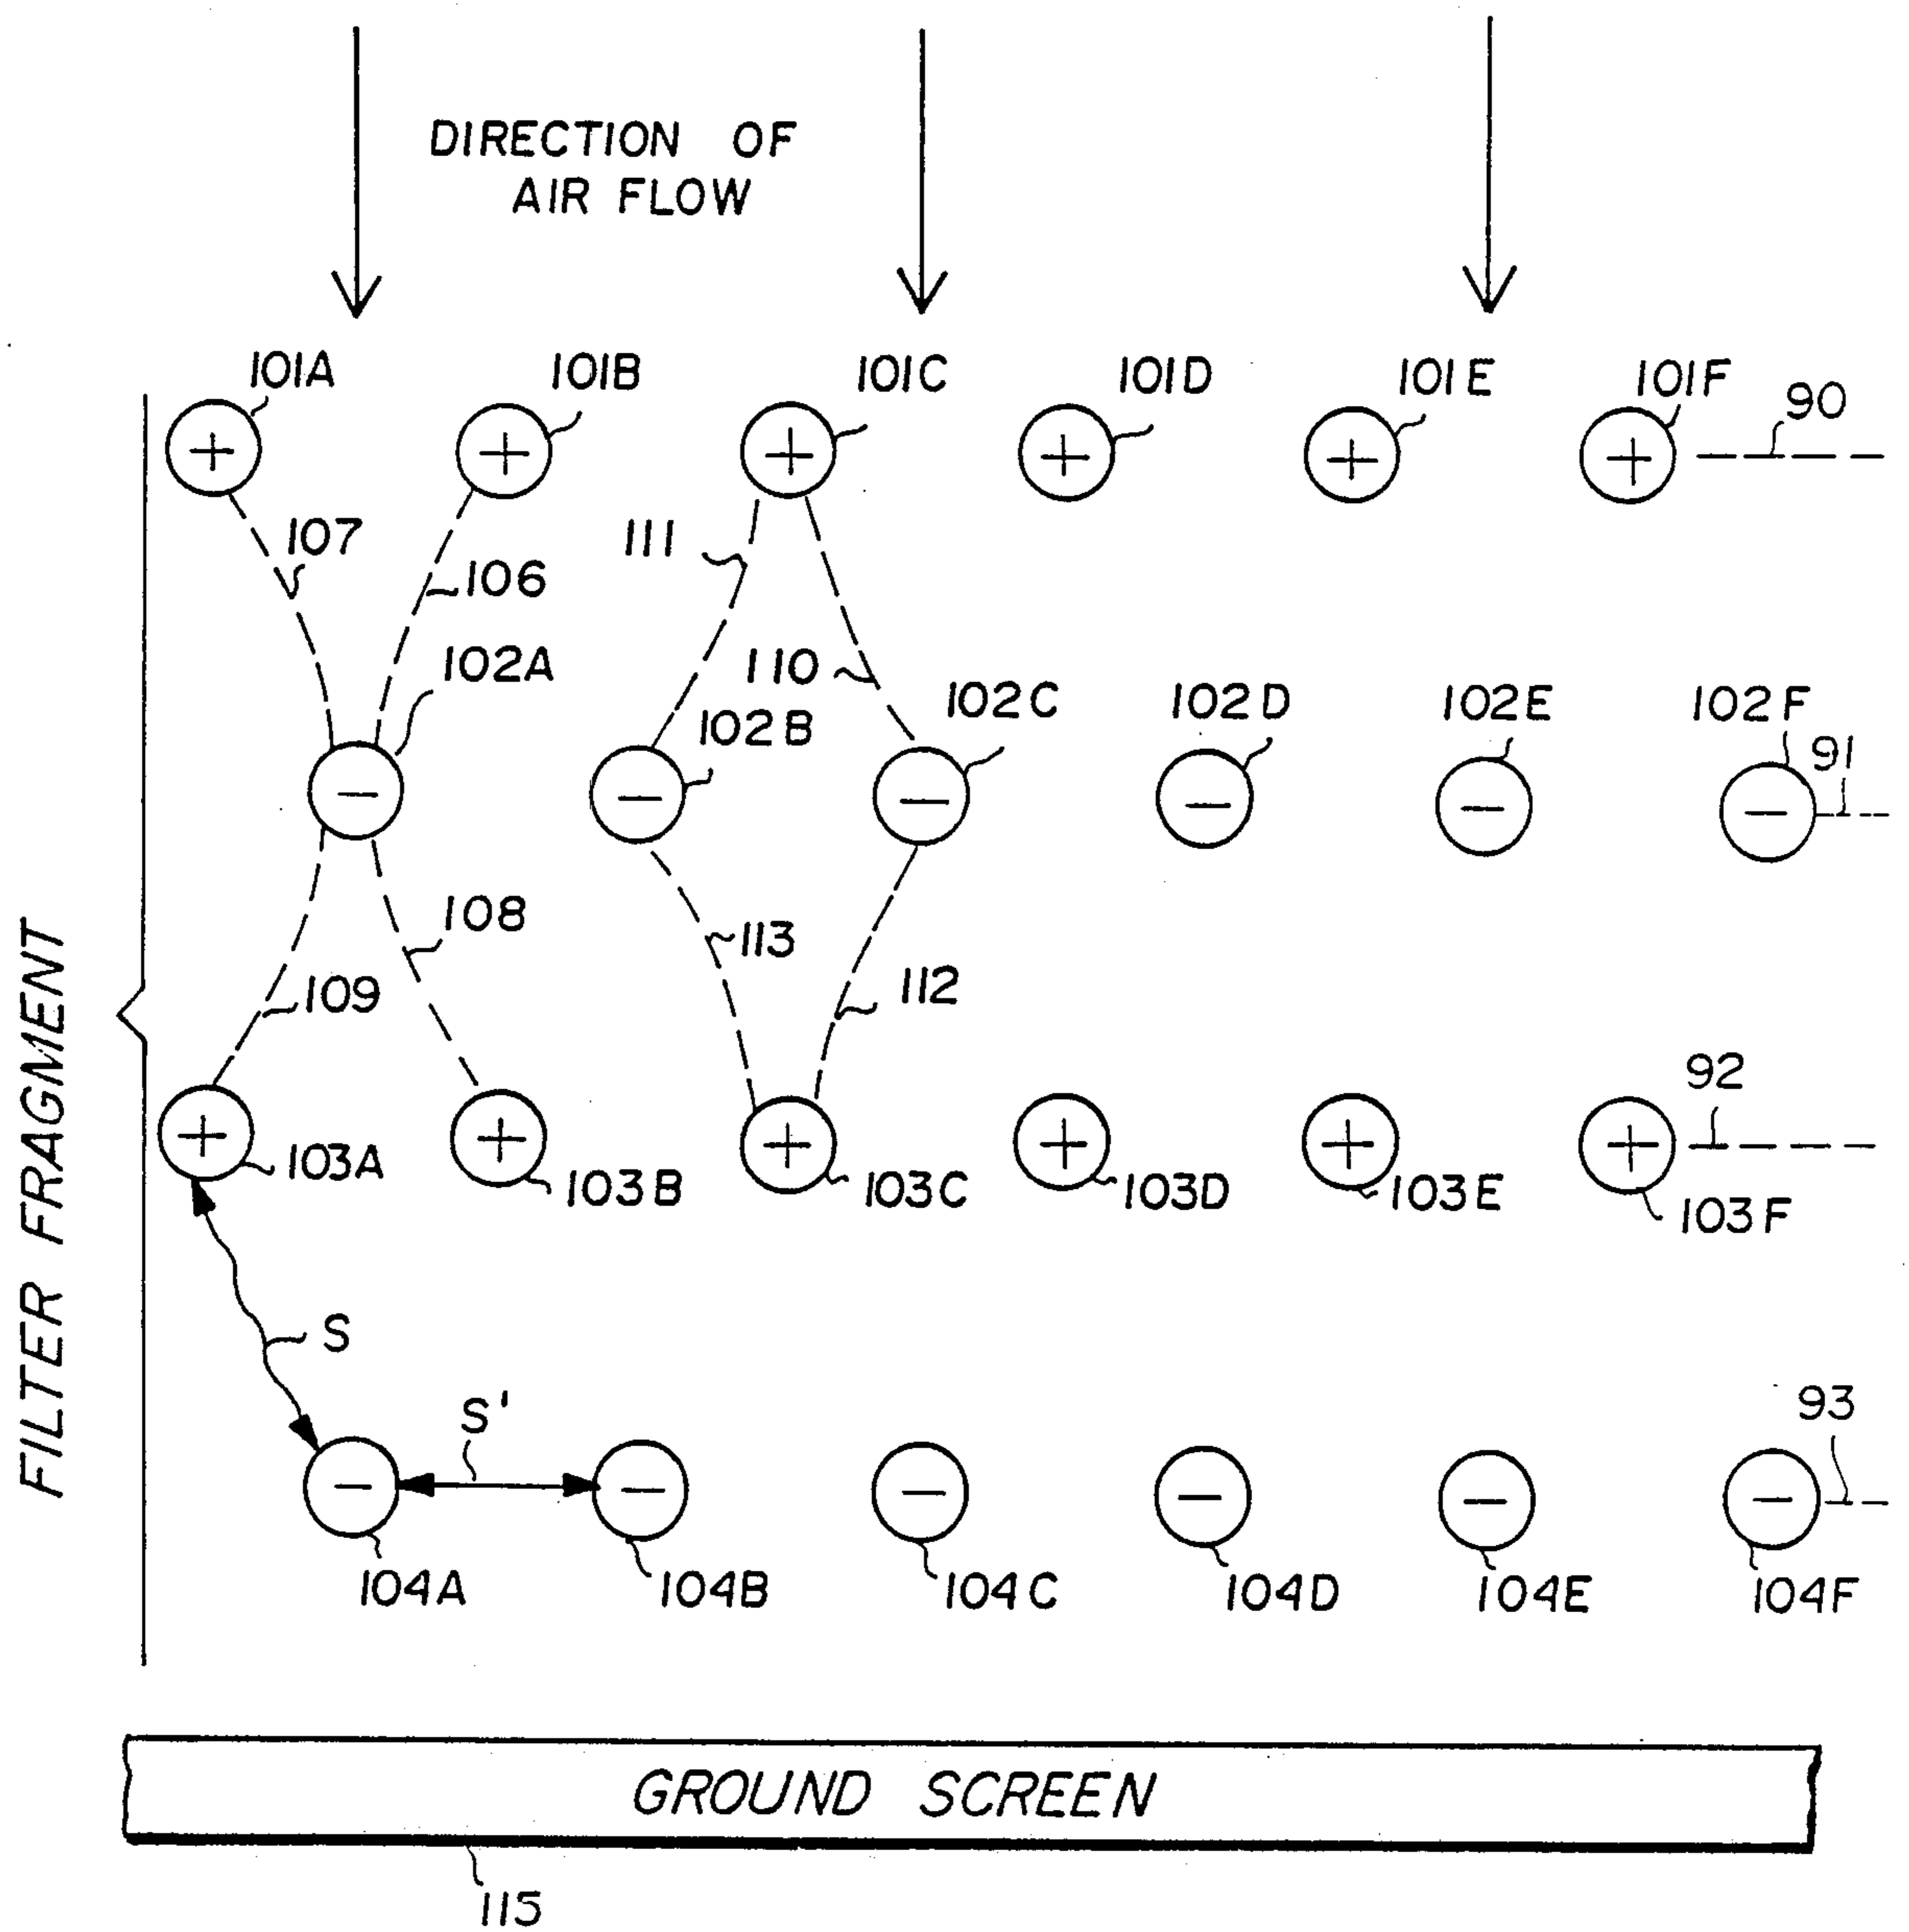 DIRECTION OF
AIR FLOW
101A 101B 101C 101D 101E 101F 90
+ + + + + +
107 106 111 110
102A 102B 102C 102D 102E 102F 91
− − − − − −
109 108 113 112 92
+ + + + + +
103A 103B 103C 103D 103E 103F
S S' 93
− − − − − −
104A 104B 104C 104D 104E 104F
FILTER FRAGMENT
GROUND SCREEN
115